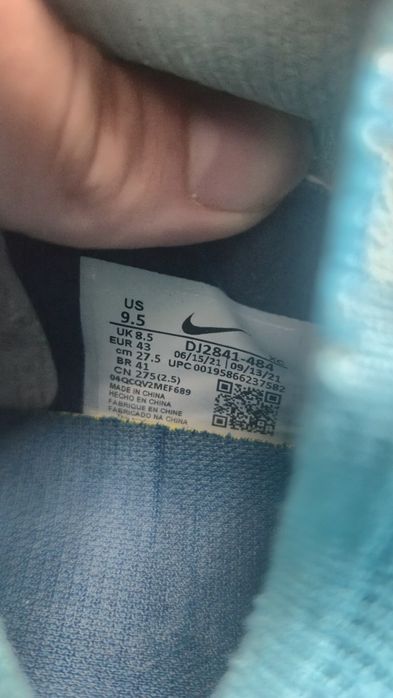 US
9.5
UK 8.5
EUR 43
cm 27.5
BR 41
CN 275(2.5)
04QCQV2MEF689
MADE IN CHINA
HECHO EN CHINA
FABRIQUE EN CHINE
FABRICADO NA CHINA
XC
DJ2841-484
06/15/21 | 09/13/21
UPC 00195866237582